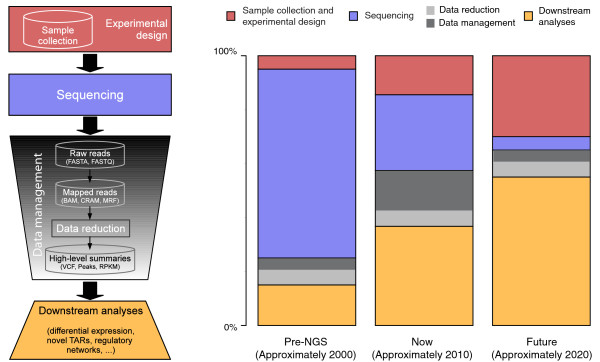 Sample
collection
Experimental
design
Sequencing
Data management
Raw reads
(FASTA, FASTQ)
Mapped reads
(BAM, CRAM, MRF)
Data reduction
High-level summaries
(VCF, Peaks, RPKM)
Downstream analyses
(differential expression,
novel TARs, regulatory
networks, ...)
Sample collection and
experimental design
Sequencing
Data reduction
Data management
Downstream
analyses
100%
0%
Pre-NGS
(Approximately 2000)
Now
(Approximately 2010)
Future
(Approximately 2020)